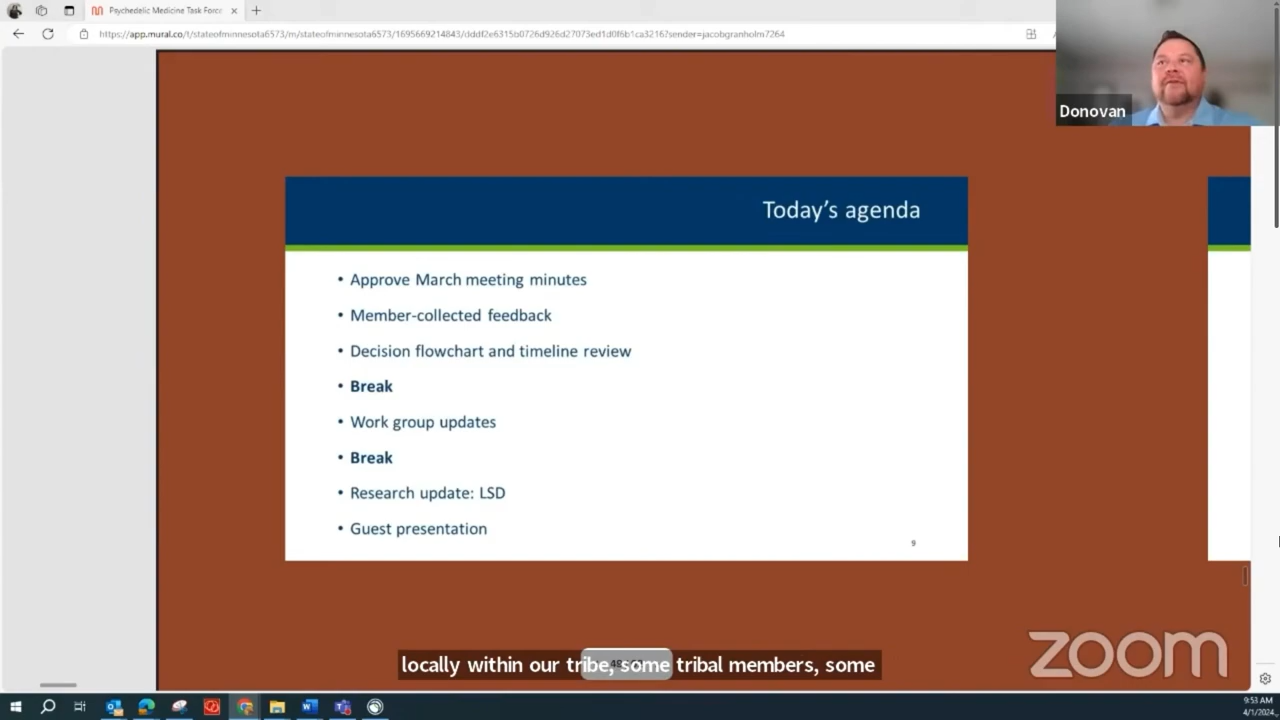 Psychedelic Medicine Task Force
https://app.mural.co/t/stateofminnesota6573/m/stateofminnesota6573/1695669214843/dddf2e6315b0726d926d27073ed1d0f6b1ca3216?sender=jacobgranholm7264
Donovan
Today's agenda
• Approve March meeting minutes
• Member-collected feedback
• Decision flowchart and timeline review
• Break
• Work group updates
• Break
• Research update: LSD
• Guest presentation
9
locally within our tribe, some tribal members, some
zoom
9:53 AM
4/1/2024